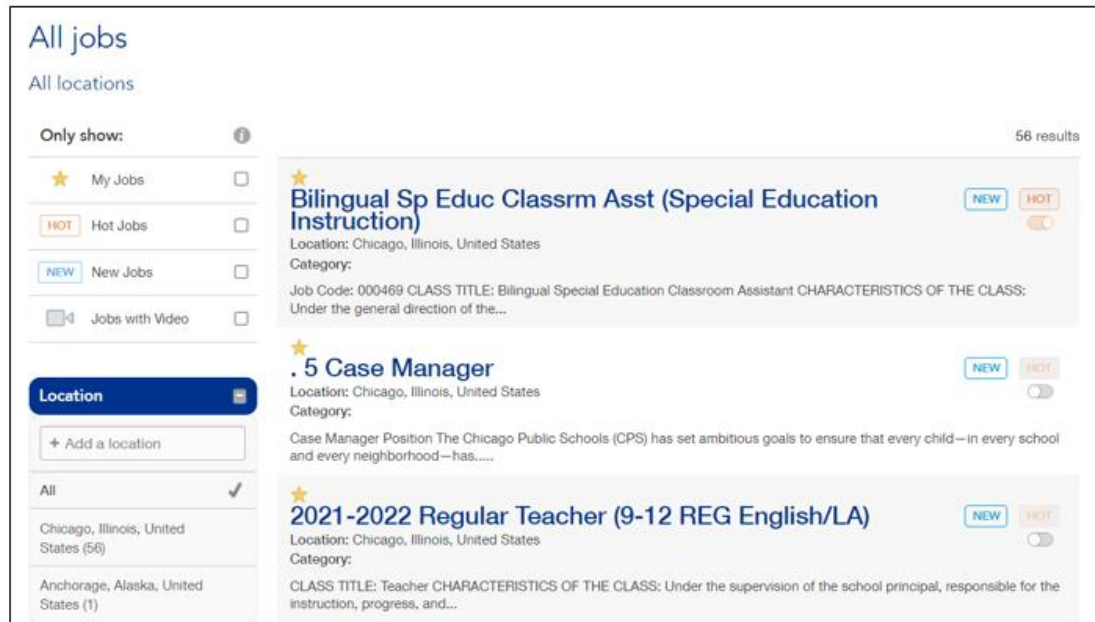 All jobs
All locations
Only show:
56 results
My Jobs
HOT Hot Jobs
NEW New Jobs
Jobs with Video
Location
+ Add a location
All
Chicago, Illinois, United
States (56)
Anchorage, Alaska, United
States (1)
Bilingual Sp Educ Classrm Asst (Special Education
Instruction)
NEW HOT
Location: Chicago, Illinois, United States
Category:
Job Code: 000469 CLASS TITLE: Bilingual Special Education Classroom Assistant CHARACTERISTICS OF THE CLASS:
Under the general direction of the...
. 5 Case Manager
NEW HOT
Location: Chicago, Illinois, United States
Category:
Case Manager Position The Chicago Public Schools (CPS) has set ambitious goals to ensure that every child—in every school
and every neighborhood—has.....
2021-2022 Regular Teacher (9-12 REG English/LA)
NEW HOT
Location: Chicago, Illinois, United States
Category:
CLASS TITLE: Teacher CHARACTERISTICS OF THE CLASS: Under the supervision of the school principal, responsible for the
instruction, progress, and...